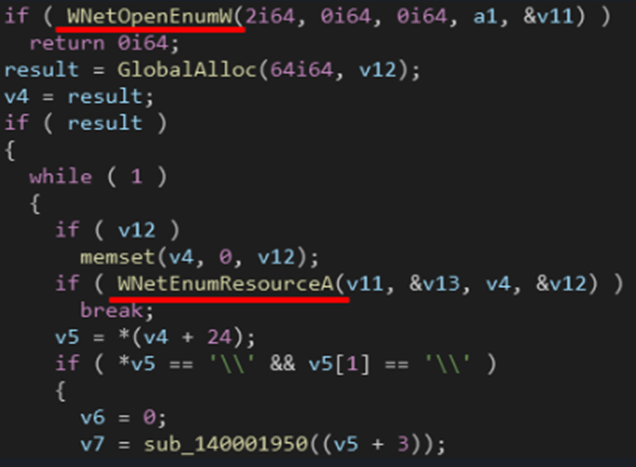 if ( WNetOpenEnumW(2i64, 0i64, 0i64, a1, &v11) )
return 0i64;
result = GlobalAlloc(64i64, v12);
v4 = result;
if ( result )
{
while ( 1 )
{
if ( v12 )
memset(v4, 0, v12);
if ( WNetEnumResourceA(v11, &v13, v4, &v12) )
break;
v5 = *(v4 + 24);
if ( *v5 == '\\' && v5[1] == '\\' )
{
v6 = 0;
v7 = sub_140001950((v5 + 3));